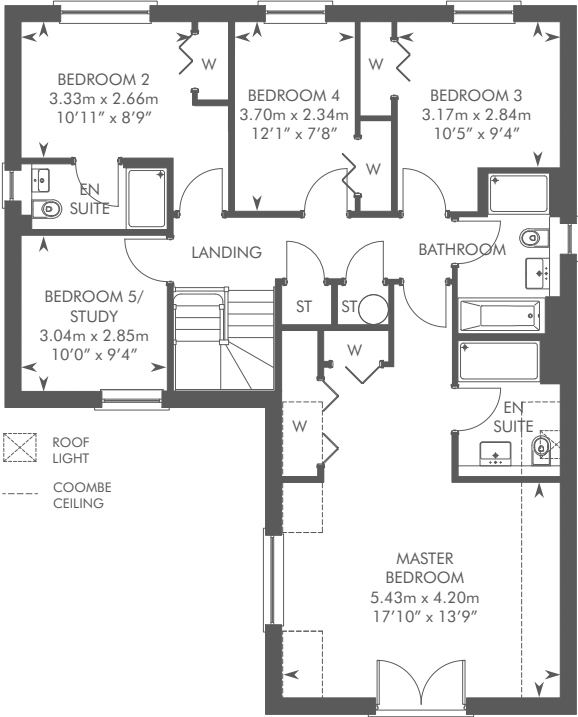 BEDROOM 2
3.33m x 2.66m
10’11” x 8’9”
W
BEDROOM 4
3.70m x 2.34m
12’1” x 7’8”
W
W
BEDROOM 3
3.17m x 2.84m
10’5” x 9’4”
EN
SUITE
LANDING
BATHROOM
BEDROOM 5/
STUDY
3.04m x 2.85m
10’0” x 9’4”
ST
ST
W
W
EN
SUITE
ROOF
LIGHT
COOMBE
CEILING
MASTER
BEDROOM
5.43m x 4.20m
17’10” x 13’9”